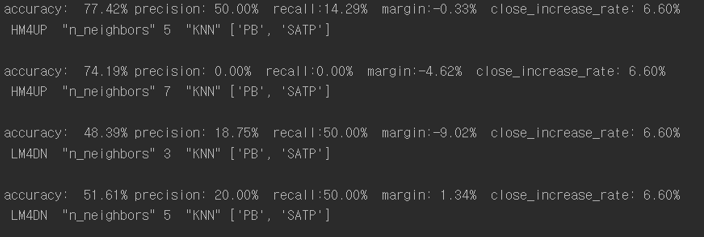 accuracy:  77.42% precision: 50.00%  recall:14.29%  margin:-0.33%  close_increase_rate: 6.60%
HM4UP  "n_neighbors" 5  "KNN" ['PB', 'SATP']
accuracy:  74.19% precision: 0.00%  recall:0.00%  margin:-4.62%  close_increase_rate: 6.60%
HM4UP  "n_neighbors" 7  "KNN" ['PB', 'SATP']
accuracy:  48.39% precision: 18.75%  recall:50.00%  margin:-9.02%  close_increase_rate: 6.60%
LM4DN  "n_neighbors" 3  "KNN" ['PB', 'SATP']
accuracy:  51.61% precision: 20.00%  recall:50.00%  margin: 1.34%  close_increase_rate: 6.60%
LM4DN  "n_neighbors" 5  "KNN" ['PB', 'SATP']